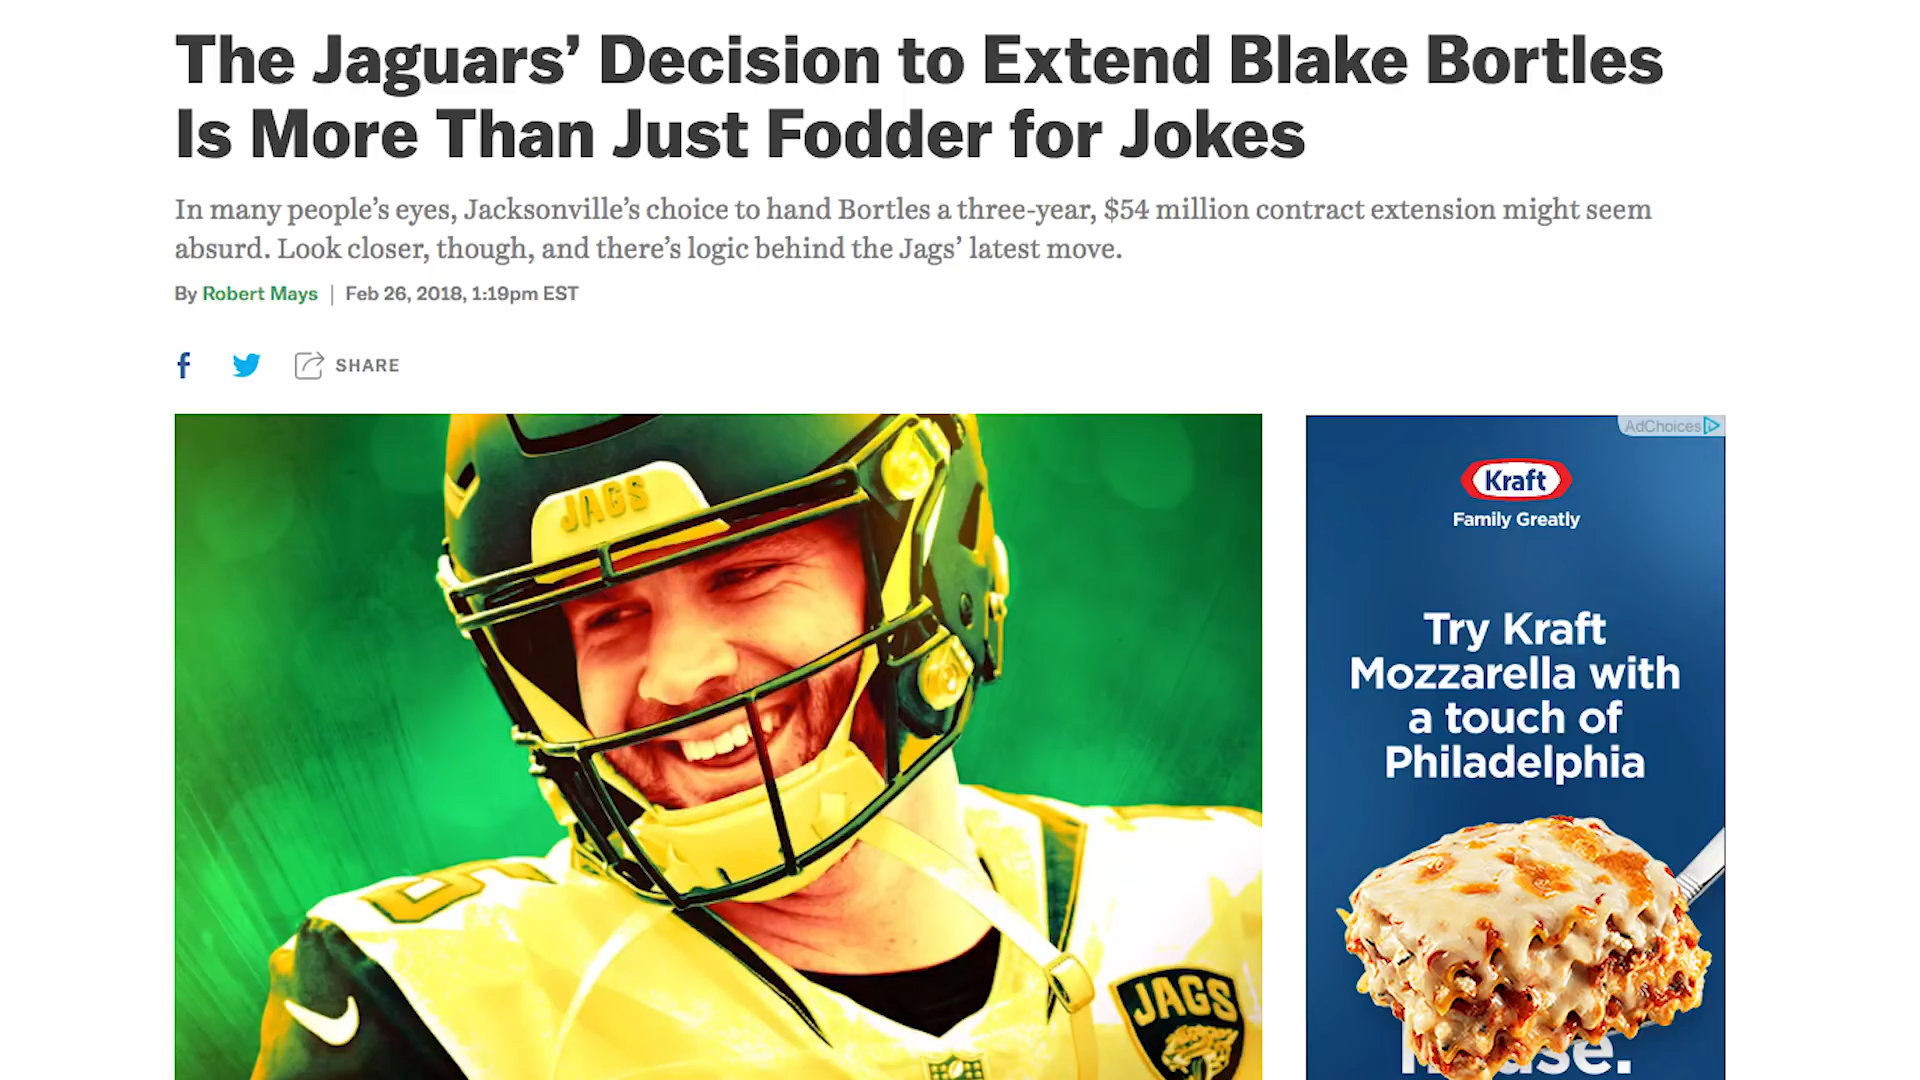 The Jaguars’ Decision to Extend Blake Bortles
Is More Than Just Fodder for Jokes
In many people’s eyes, Jacksonville’s choice to hand Bortles a three-year, $54 million contract extension might seem
absurd. Look closer, though, and there’s logic behind the Jags’ latest move.
By Robert Mays | Feb 26, 2018, 1:19pm EST
SHARE
AdChoices
Kraft
Family Greatly
JAGS
Try Kraft
Mozzarella with
a touch of
Philadelphia
5
JAGS
NFL